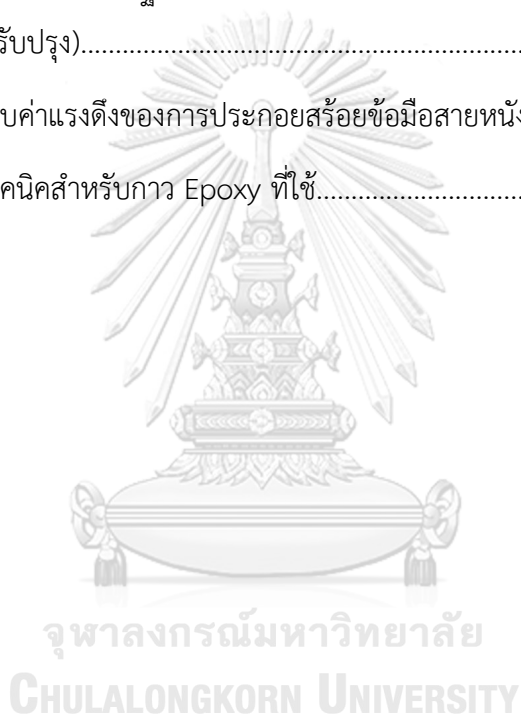 รับปรุง)......................................................................
บค่าแรงดึงของการประกอยสร้อยข้อมือสายหนัง
คนิคสำหรับกาว Epoxy ที่ใช้.................................
จุฬาลงกรณ์มหาวิทยาลัย
CHULALONGKORN UNIVERSITY